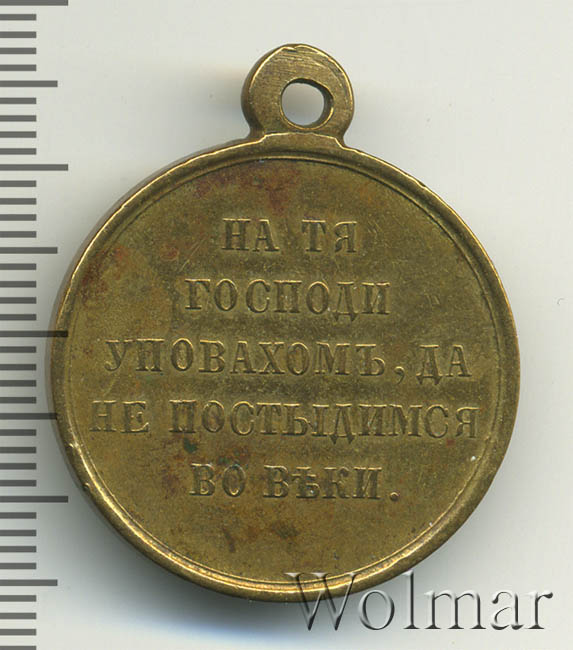 НА ТЯ
ГОСПОДИ
УПОВАХОМЪ, ДА
НЕ ПОСТЫДИМСЯ
ВО ВѢКИ.
Wolmar